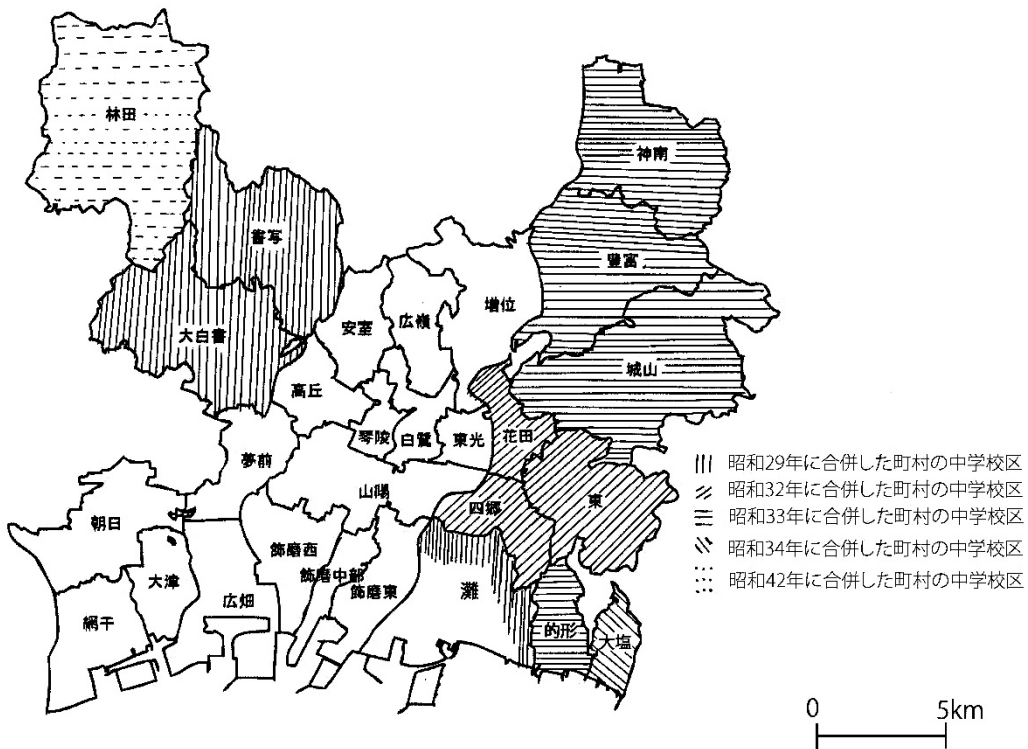 林田
神南
書写
豊富
増位
安室
広嶺
大白書
城山
高丘
琴陵
白鷺
東光
花田
夢前
山陽
四郷
東
朝日
飾磨西
飾磨中部
飾磨東
大津
広畑
灘
網干
的形
大塩
昭和29年に合併した町村の中学校区
昭和32年に合併した町村の中学校区
昭和33年に合併した町村の中学校区
昭和34年に合併した町村の中学校区
昭和42年に合併した町村の中学校区
0 5km